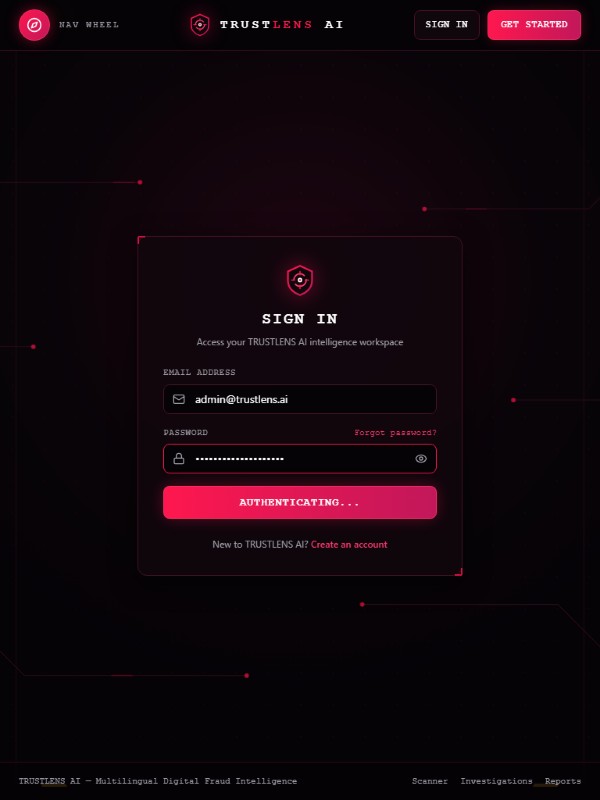 NAV WHEEL
TRUSTLENS AI
SIGN IN
GET STARTED
SIGN IN
Access your TRUSTLENS AI intelligence workspace
EMAIL ADDRESS
admin@trustlens.ai
PASSWORD
Forgot password?
••••••••••••••••••••
AUTHENTICATING...
New to TRUSTLENS AI? Create an account
TRUSTLENS AI — Multilingual Digital Fraud Intelligence
Scanner Investigations Reports